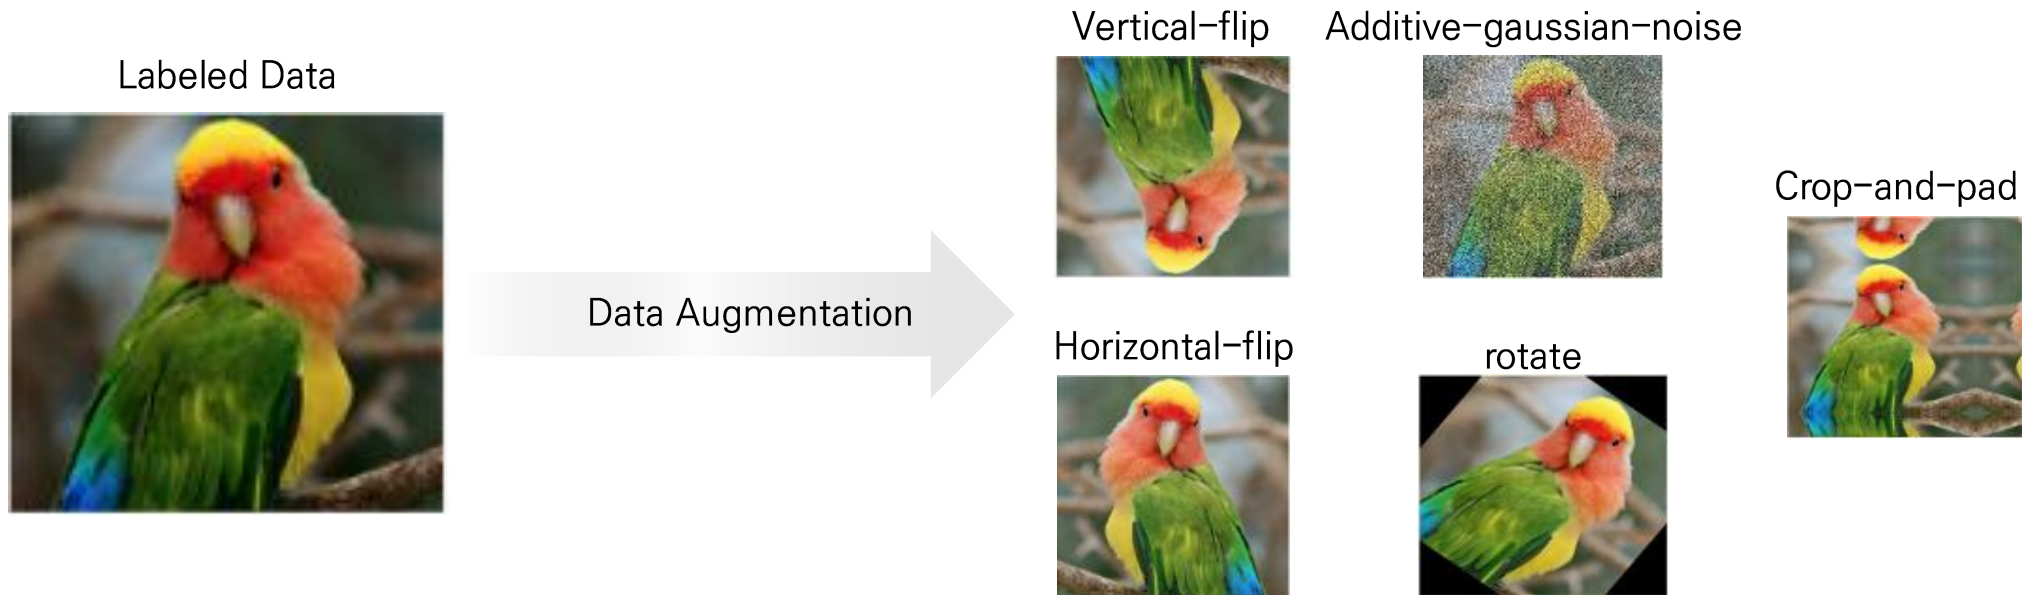 Labeled Data
Data Augmentation
Vertical-flip
Additive-gaussian-noise
Crop-and-pad
Horizontal-flip
rotate